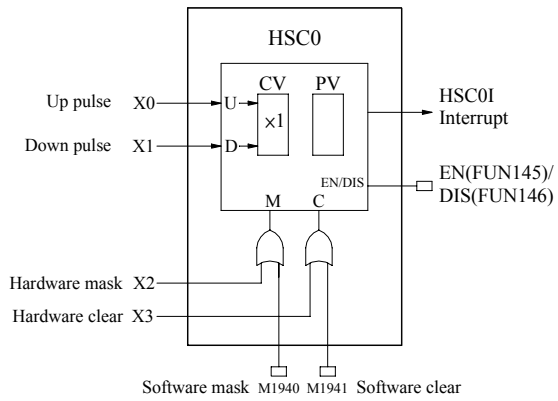 HSC0
CV PV
Up pulse X0 U ×1
HSC0I
Interrupt
Down pulse X1 D
EN/DIS
EN(FUN145)/
DIS(FUN146)
M C
Hardware mask X2
Hardware clear X3
Software mask M1940 M1941 Software clear